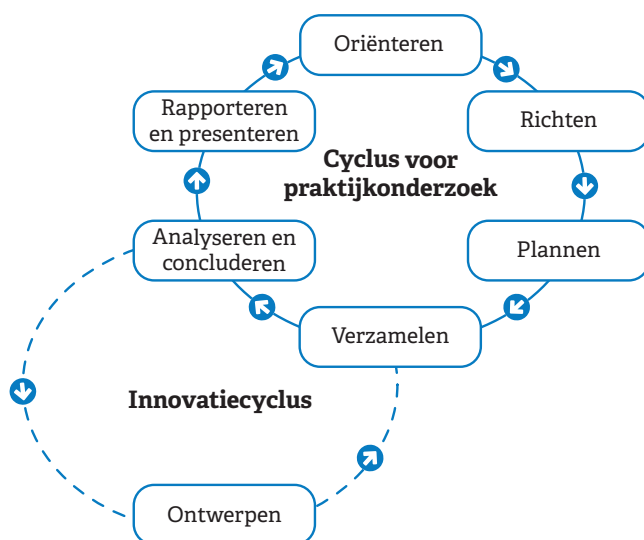 Oriënteren
Rapporteren
en presenteren
Richten
Cyclus voor
praktijkonderzoek
Analyseren en
concluderen
Plannen
Verzamelen
Innovatiecyclus
Ontwerpen